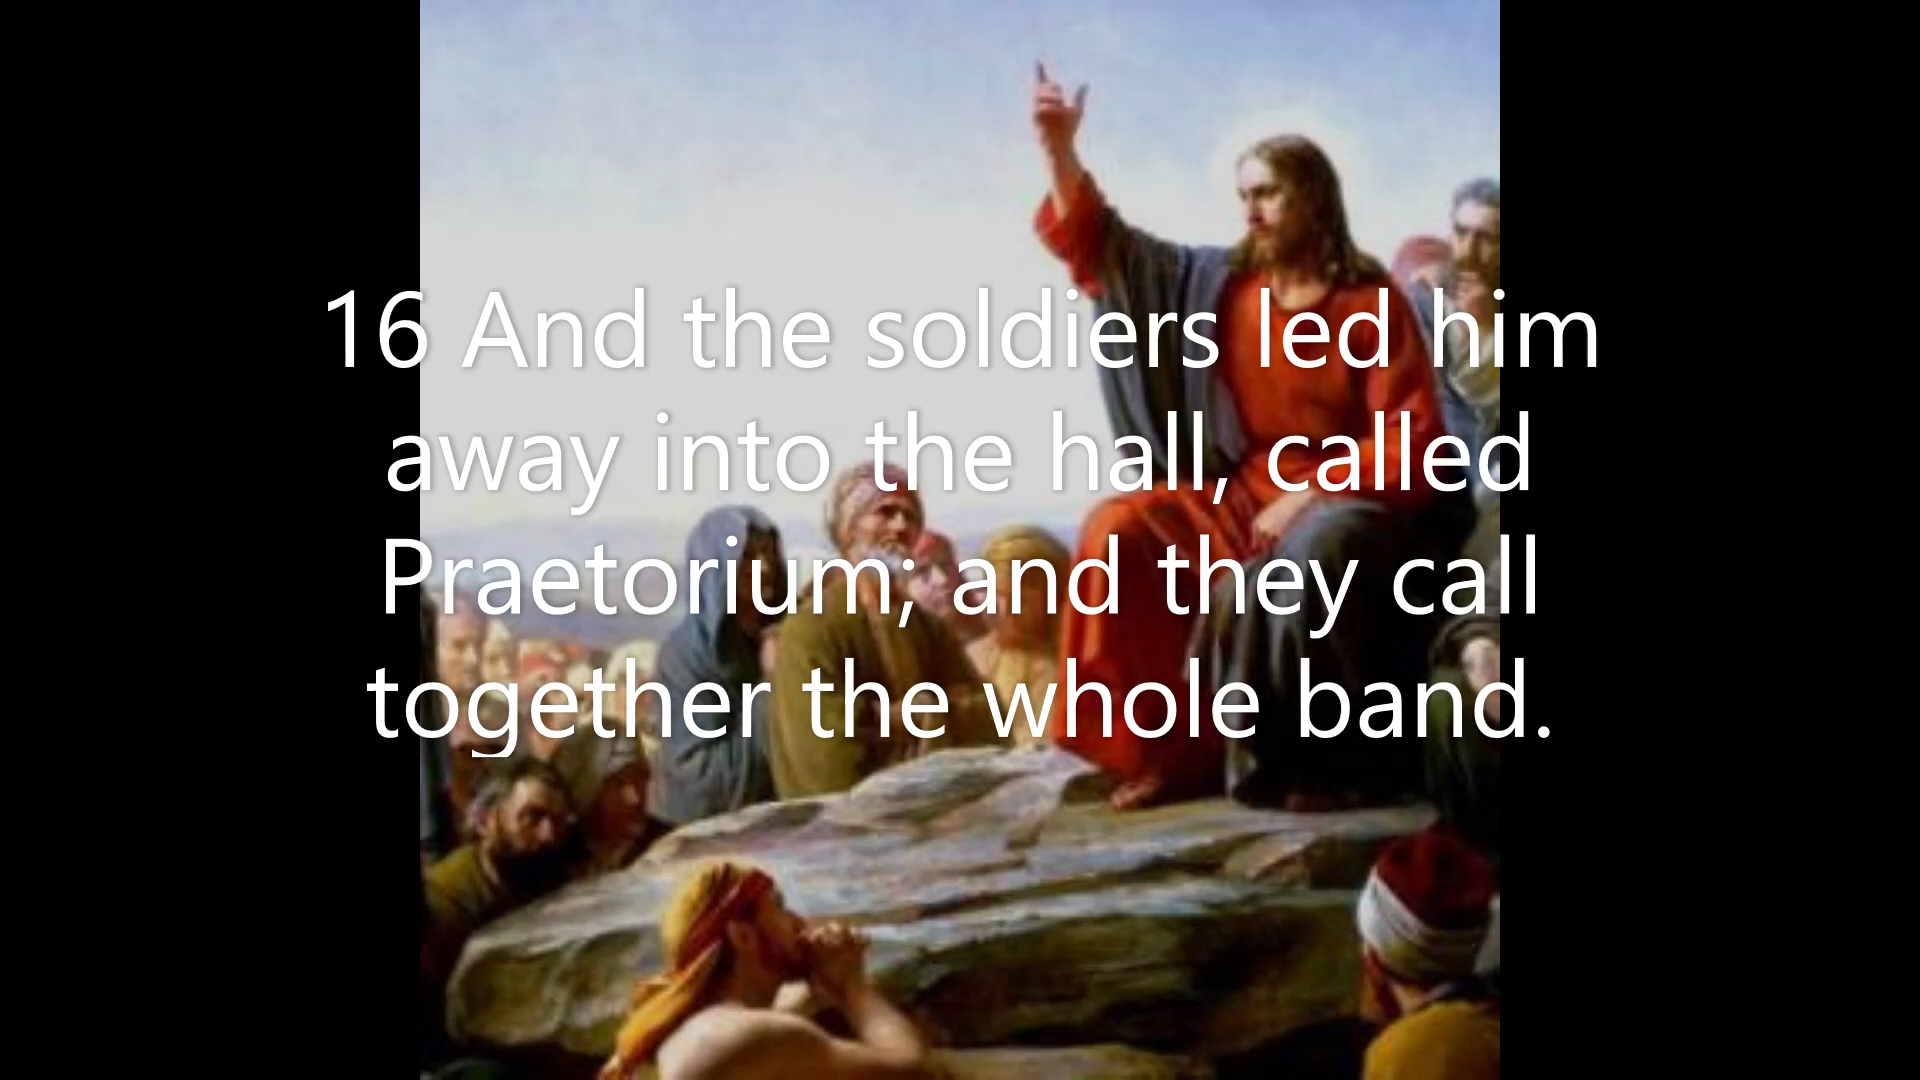 16 And the soldiers led him
away into the hall, called
Praetorium; and they call
together the whole band.